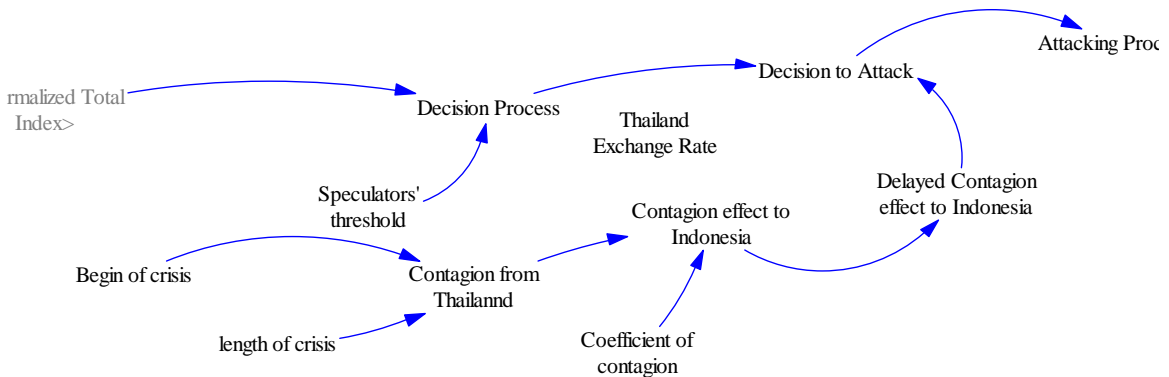 Attacking Proc
Decision to Attack
rmalized Total
Index>
Decision Process
Thailand
Exchange Rate
Speculators'
threshold
Delayed Contagion
effect to Indonesia
Contagion effect to
Indonesia
Begin of crisis
Contagion from
Thailannd
length of crisis
Coefficient of
contagion